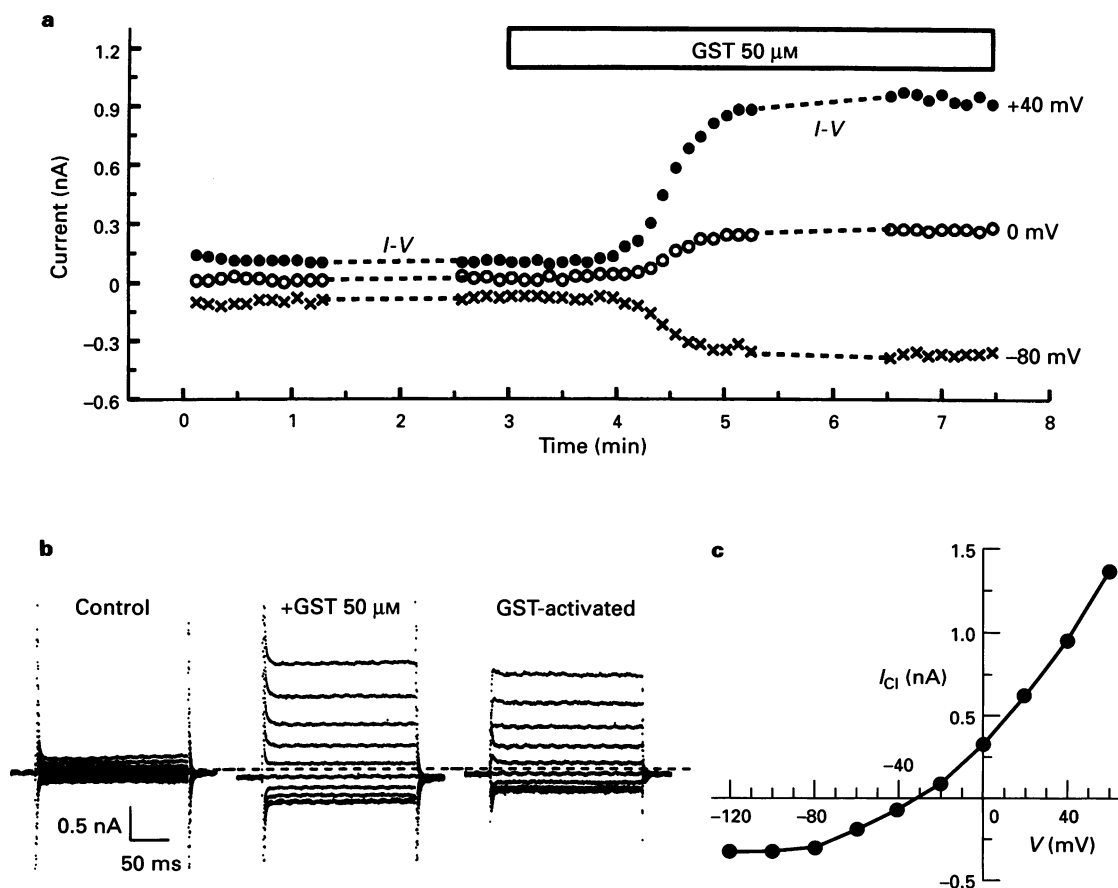 a
GST 50 μM
1.2
0.9
0.6
0.3
0
−0.3
−0.6
Current (nA)
I-V
I-V
+40 mV
0 mV
−80 mV
0 1 2 3 4 5 6 7 8
Time (min)
b
Control
+GST 50 μM
GST-activated
0.5 nA
50 ms
c
1.5
1.0
0.5
−0.5
I_Cl (nA)
−120 −80 −40 0 40
V (mV)